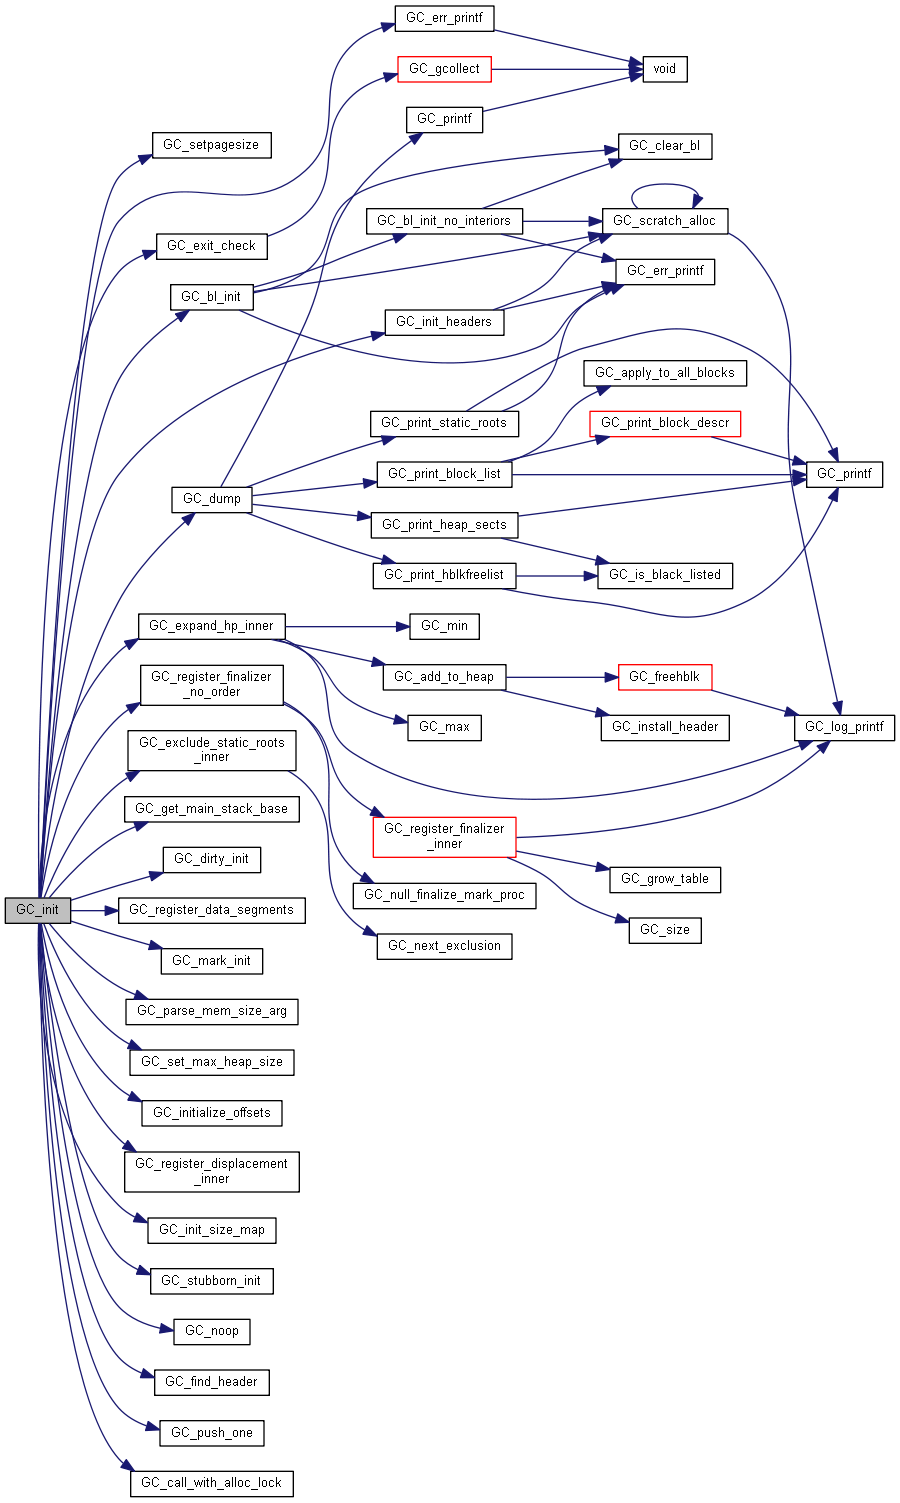 GC_err_printf
GC_gcollect
void
GC_printf
GC_setpagesize
GC_clear_bl
GC_bl_init_no_interiors
GC_scratch_alloc
GC_exit_check
GC_err_printf
GC_bl_init
GC_init_headers
GC_apply_to_all_blocks
GC_print_static_roots
GC_print_block_descr
GC_print_block_list
GC_printf
GC_dump
GC_print_heap_sects
GC_print_hblkfreelist
GC_is_black_listed
GC_expand_hp_inner
GC_min
GC_register_finalizer
_no_order
GC_add_to_heap
GC_freehblk
GC_max
GC_install_header
GC_log_printf
GC_exclude_static_roots
_inner
GC_get_main_stack_base
GC_register_finalizer
_inner
GC_dirty_init
GC_grow_table
GC_null_finalize_mark_proc
GC_init
GC_register_data_segments
GC_size
GC_next_exclusion
GC_mark_init
GC_parse_mem_size_arg
GC_set_max_heap_size
GC_initialize_offsets
GC_register_displacement
_inner
GC_init_size_map
GC_stubborn_init
GC_noop
GC_find_header
GC_push_one
GC_call_with_alloc_lock